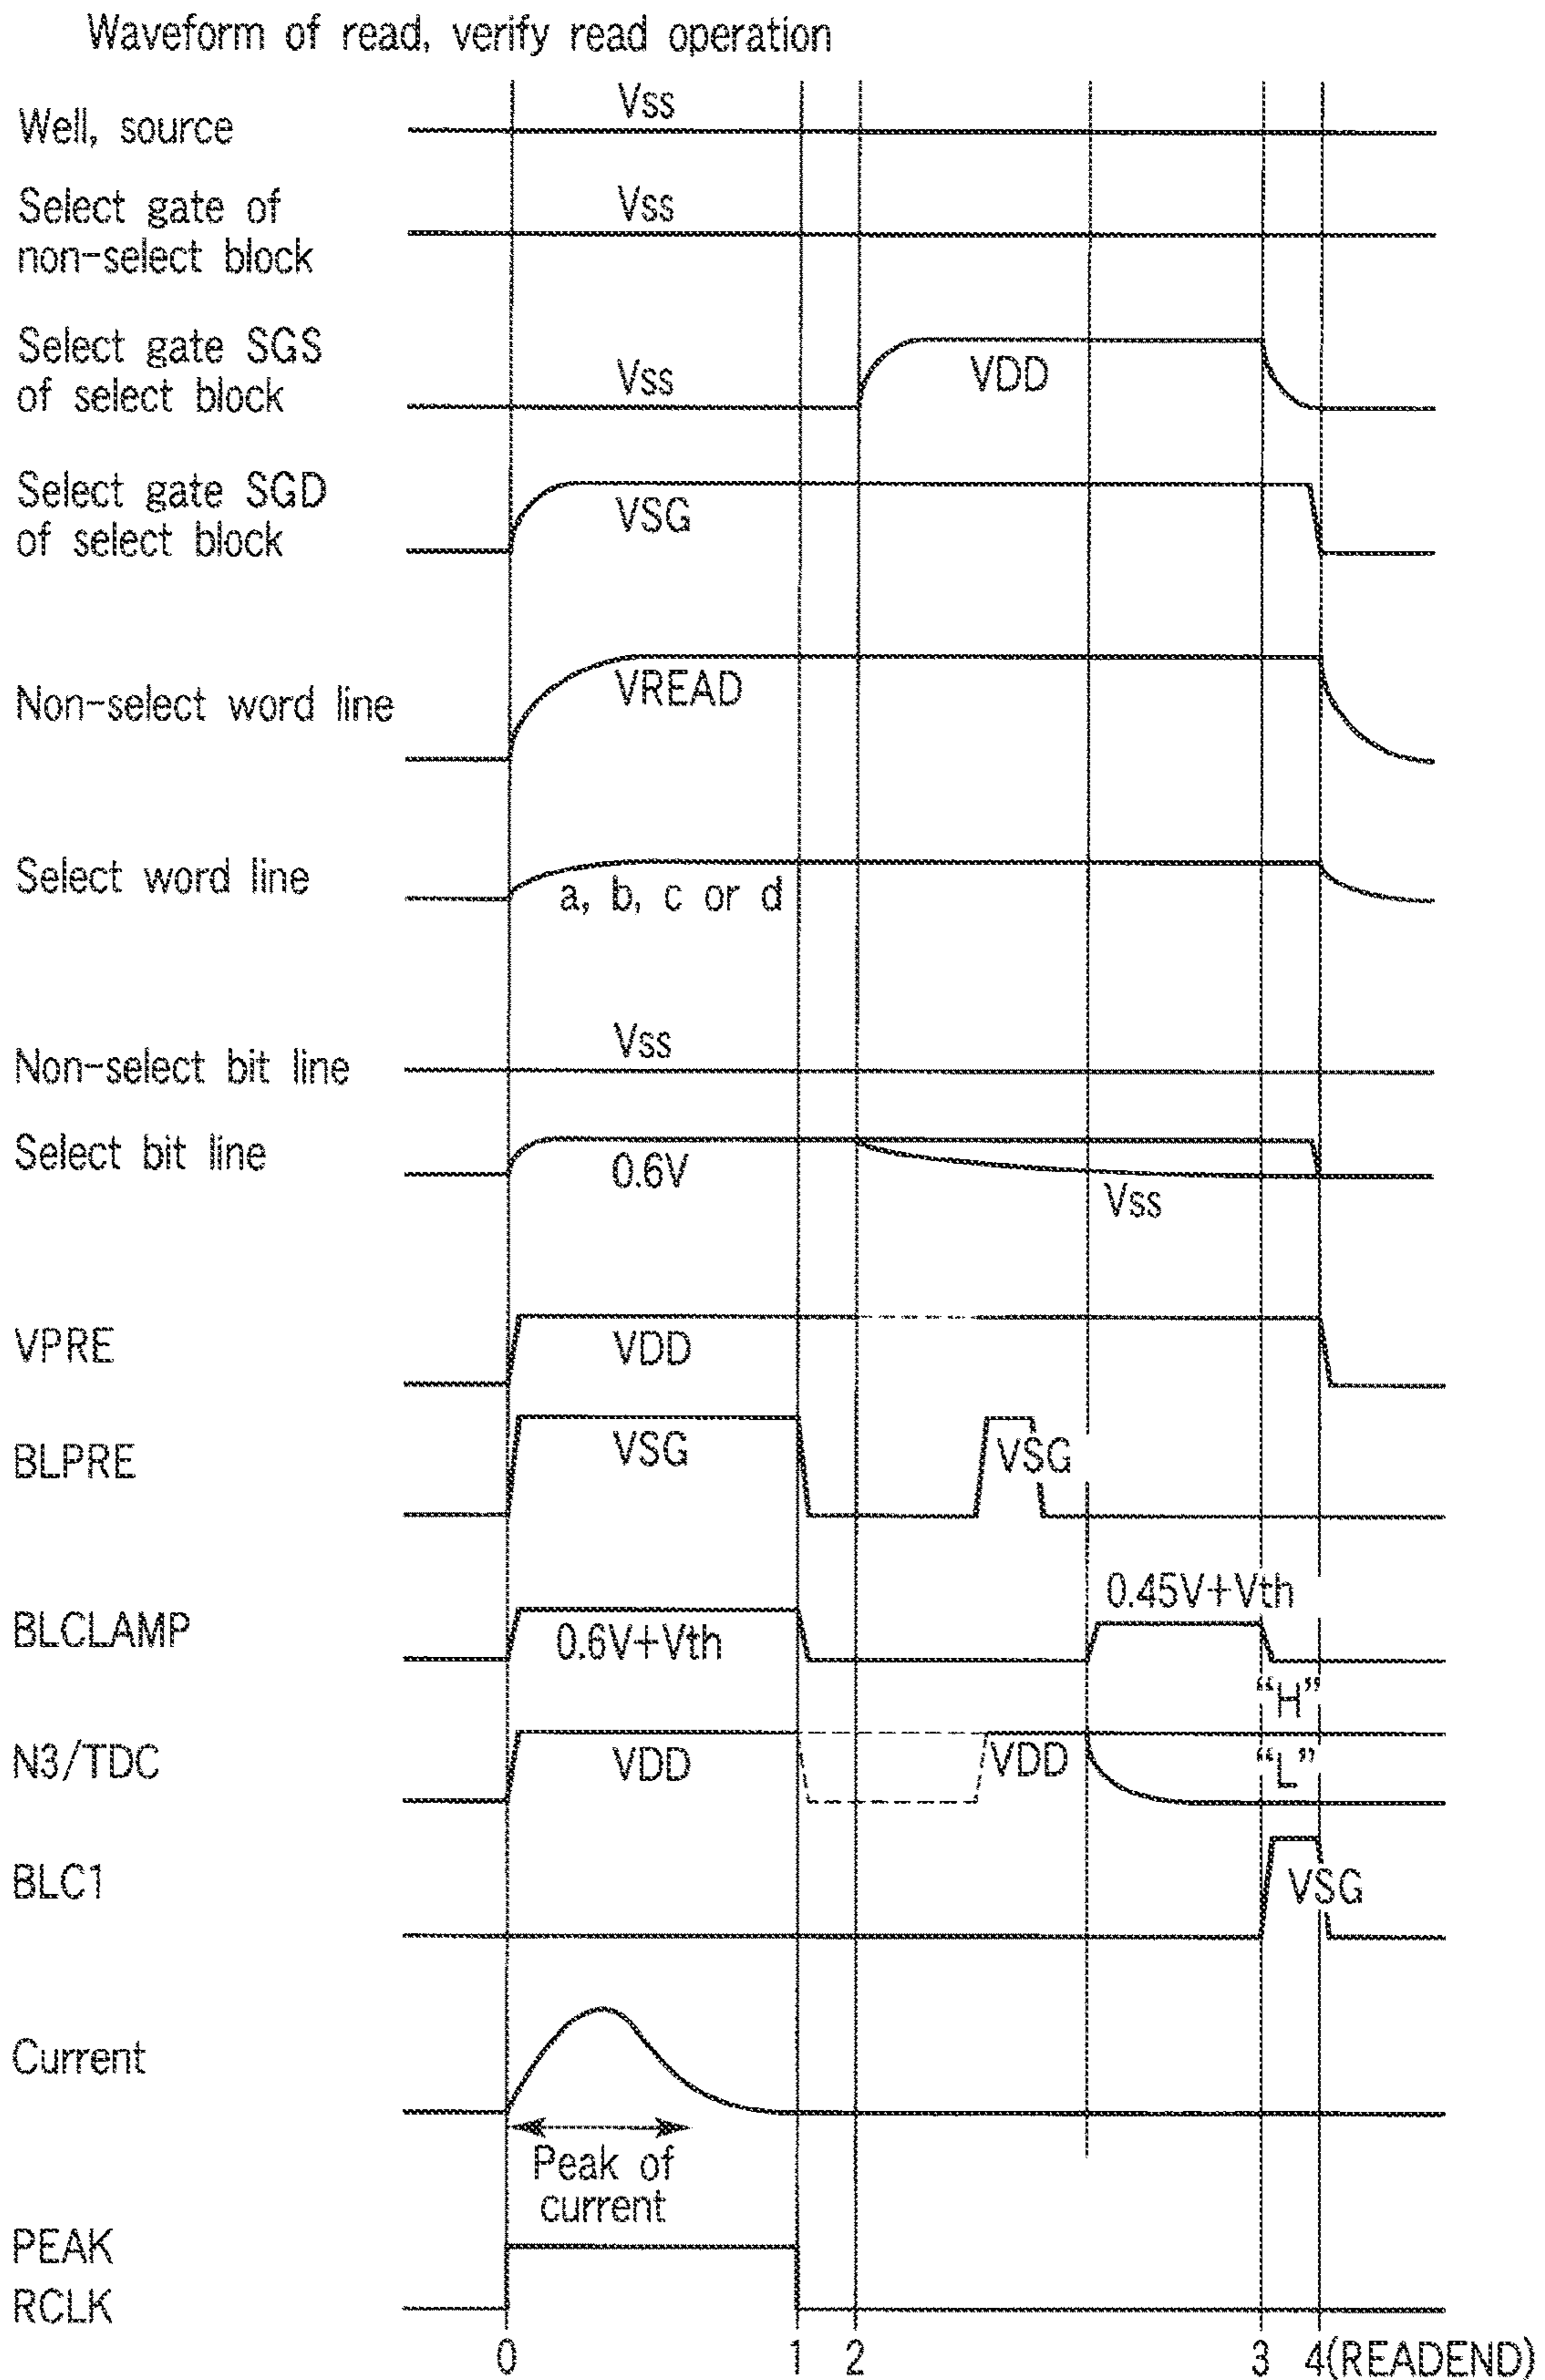 Waveform of read, verify read operation
Vss
Well, source
Select gate of
non-select block
Vss
Select gate SGS
of select block
Vss
VDD
Select gate SGD
of select block
VSG
Non-select word line
VREAD
Select word line
a, b, c or d
Non-select bit line
Vss
Select bit line
0.6V
Vss
VPRE
VDD
BLPRE
VSG
VSG
BLCLAMP
0.6V+Vth
0.45V+Vth
N3/TDC
VDD
VDD
“H”
“L”
BLC1
VSG
Current
Peak of
current
PEAK
RCLK
0 1 2 3 4(READEND)